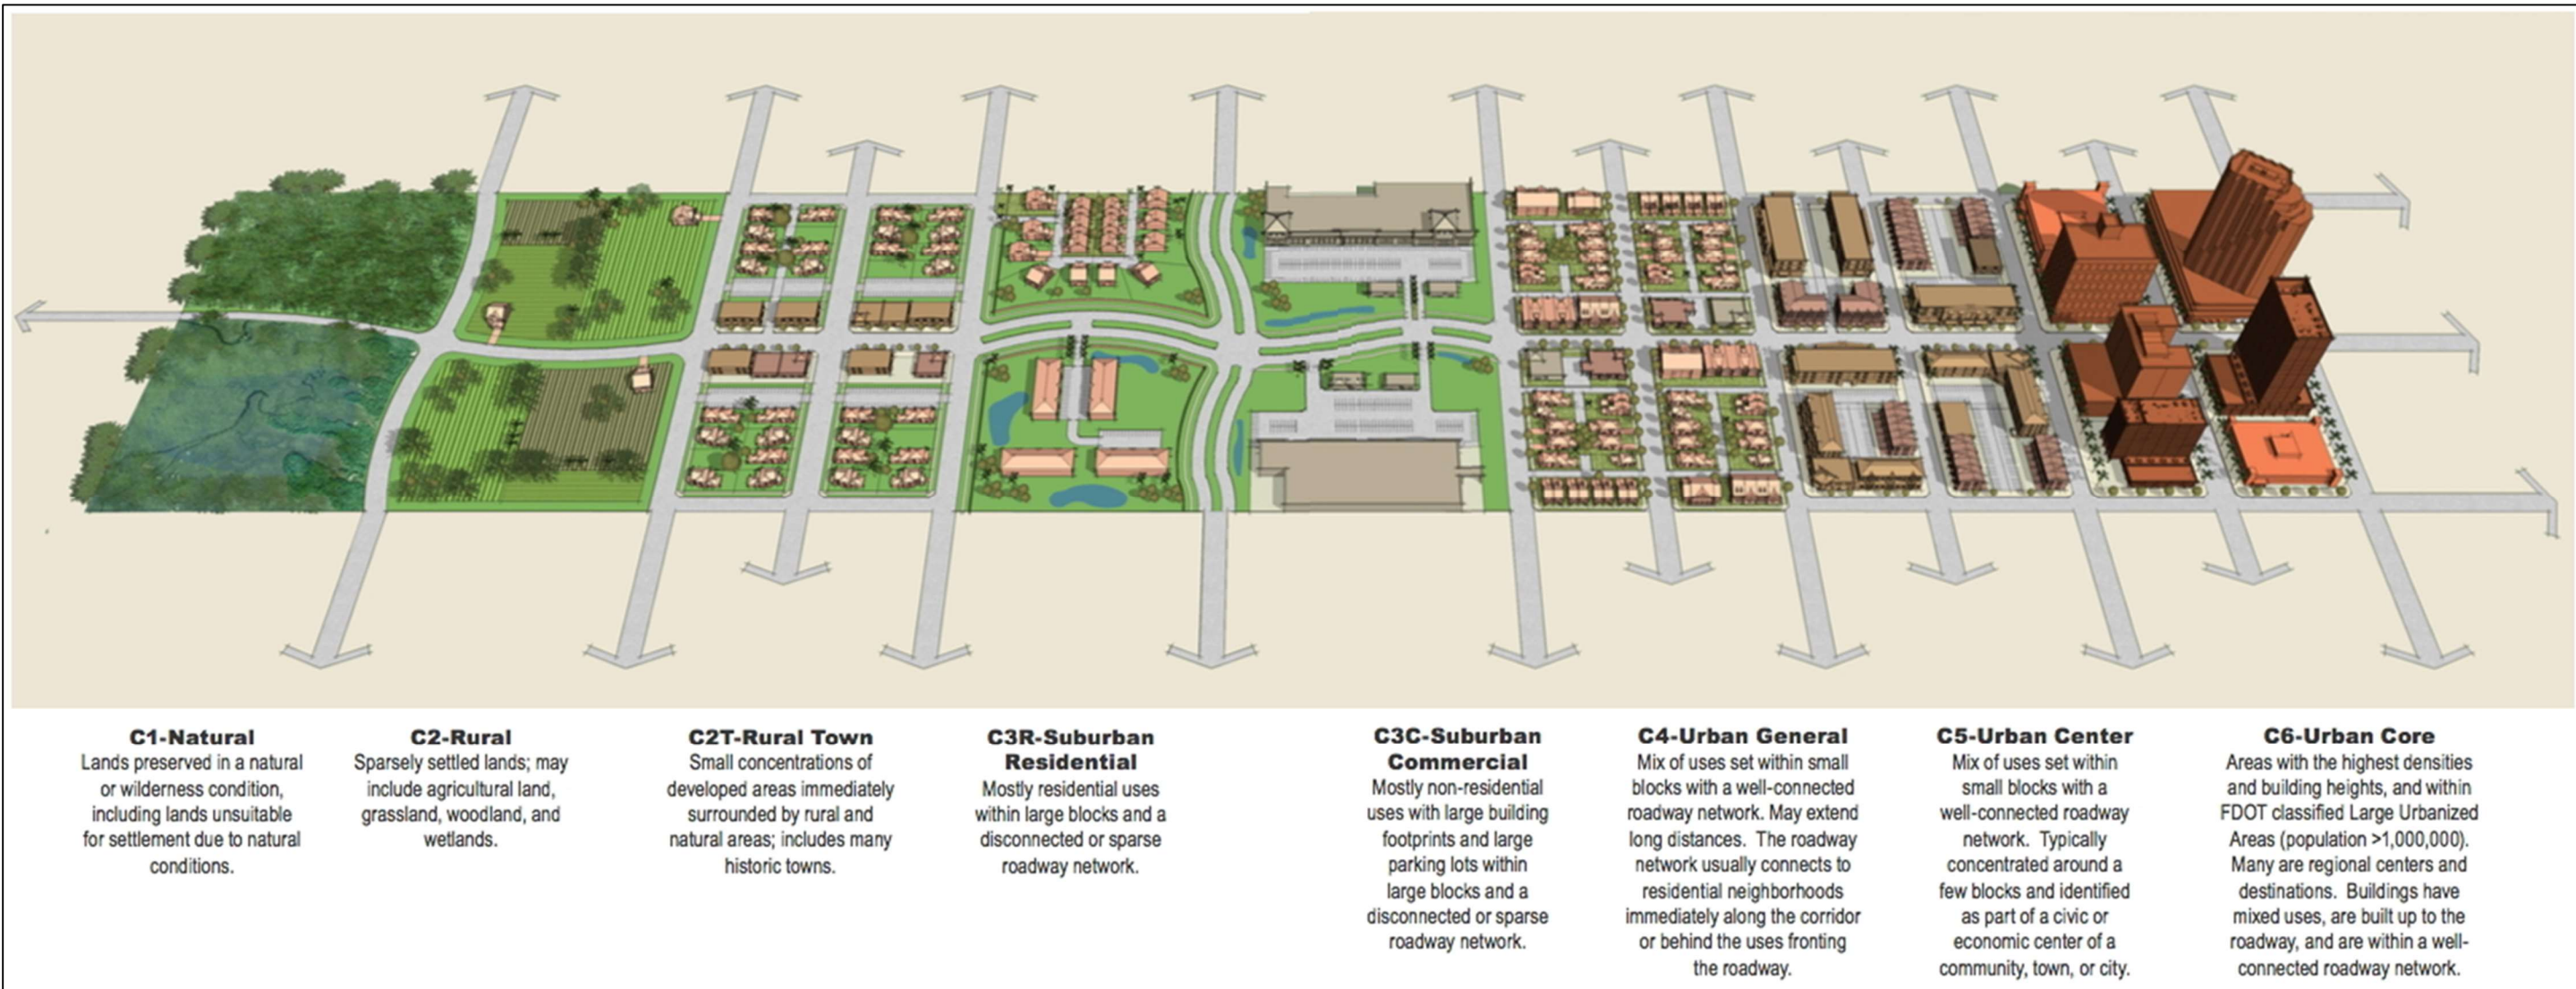 C1-Natural
Lands preserved in a natural
or wilderness condition,
including lands unsuitable
for settlement due to natural
conditions.
C2-Rural
Sparsely settled lands; may
include agricultural land,
grassland, woodland, and
wetlands.
C2T-Rural Town
Small concentrations of
developed areas immediately
surrounded by rural and
natural areas; includes many
historic towns.
C3R-Suburban
Residential
Mostly residential uses
within large blocks and a
disconnected or sparse
roadway network.
C3C-Suburban
Commercial
Mostly non-residential
uses with large building
footprints and large
parking lots within
large blocks and a
disconnected or sparse
roadway network.
C4-Urban General
Mix of uses set within small
blocks with a well-connected
roadway network. May extend
long distances. The roadway
network usually connects to
residential neighborhoods
immediately along the corridor
or behind the uses fronting
the roadway.
C5-Urban Center
Mix of uses set within
small blocks with a
well-connected roadway
network. Typically
concentrated around a
few blocks and identified
as part of a civic or
economic center of a
community, town, or city.
C6-Urban Core
Areas with the highest densities
and building heights, and within
FDOT classified Large Urbanized
Areas (population >1,000,000).
Many are regional centers and
destinations. Buildings have
mixed uses, are built up to the
roadway, and are within a well-
connected roadway network.